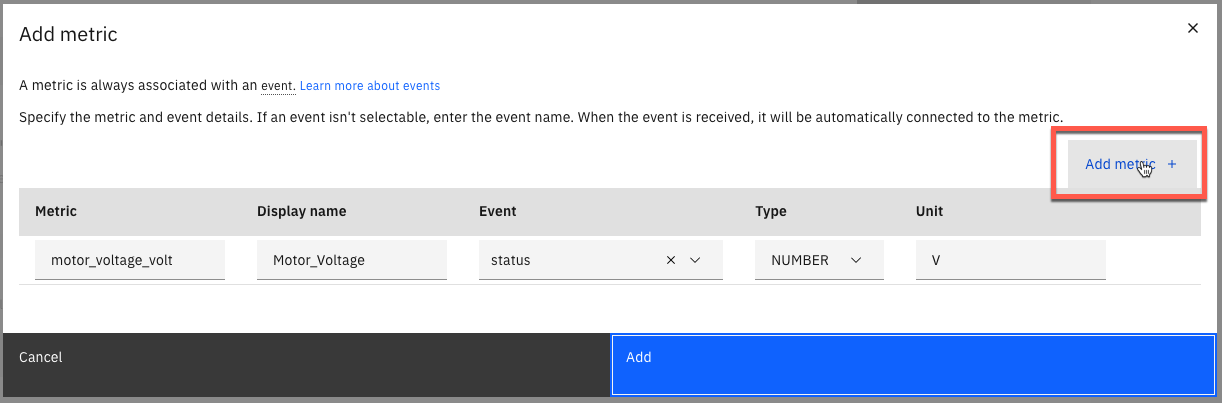 Add metric
A metric is always associated with an event. Learn more about events
Specify the metric and event details. If an event isn't selectable, enter the event name. When the event is received, it will be automatically connected to the metric.
Add metric +
Metric Display name Event Type Unit
motor_voltage_volt Motor_Voltage status NUMBER V
Cancel Add